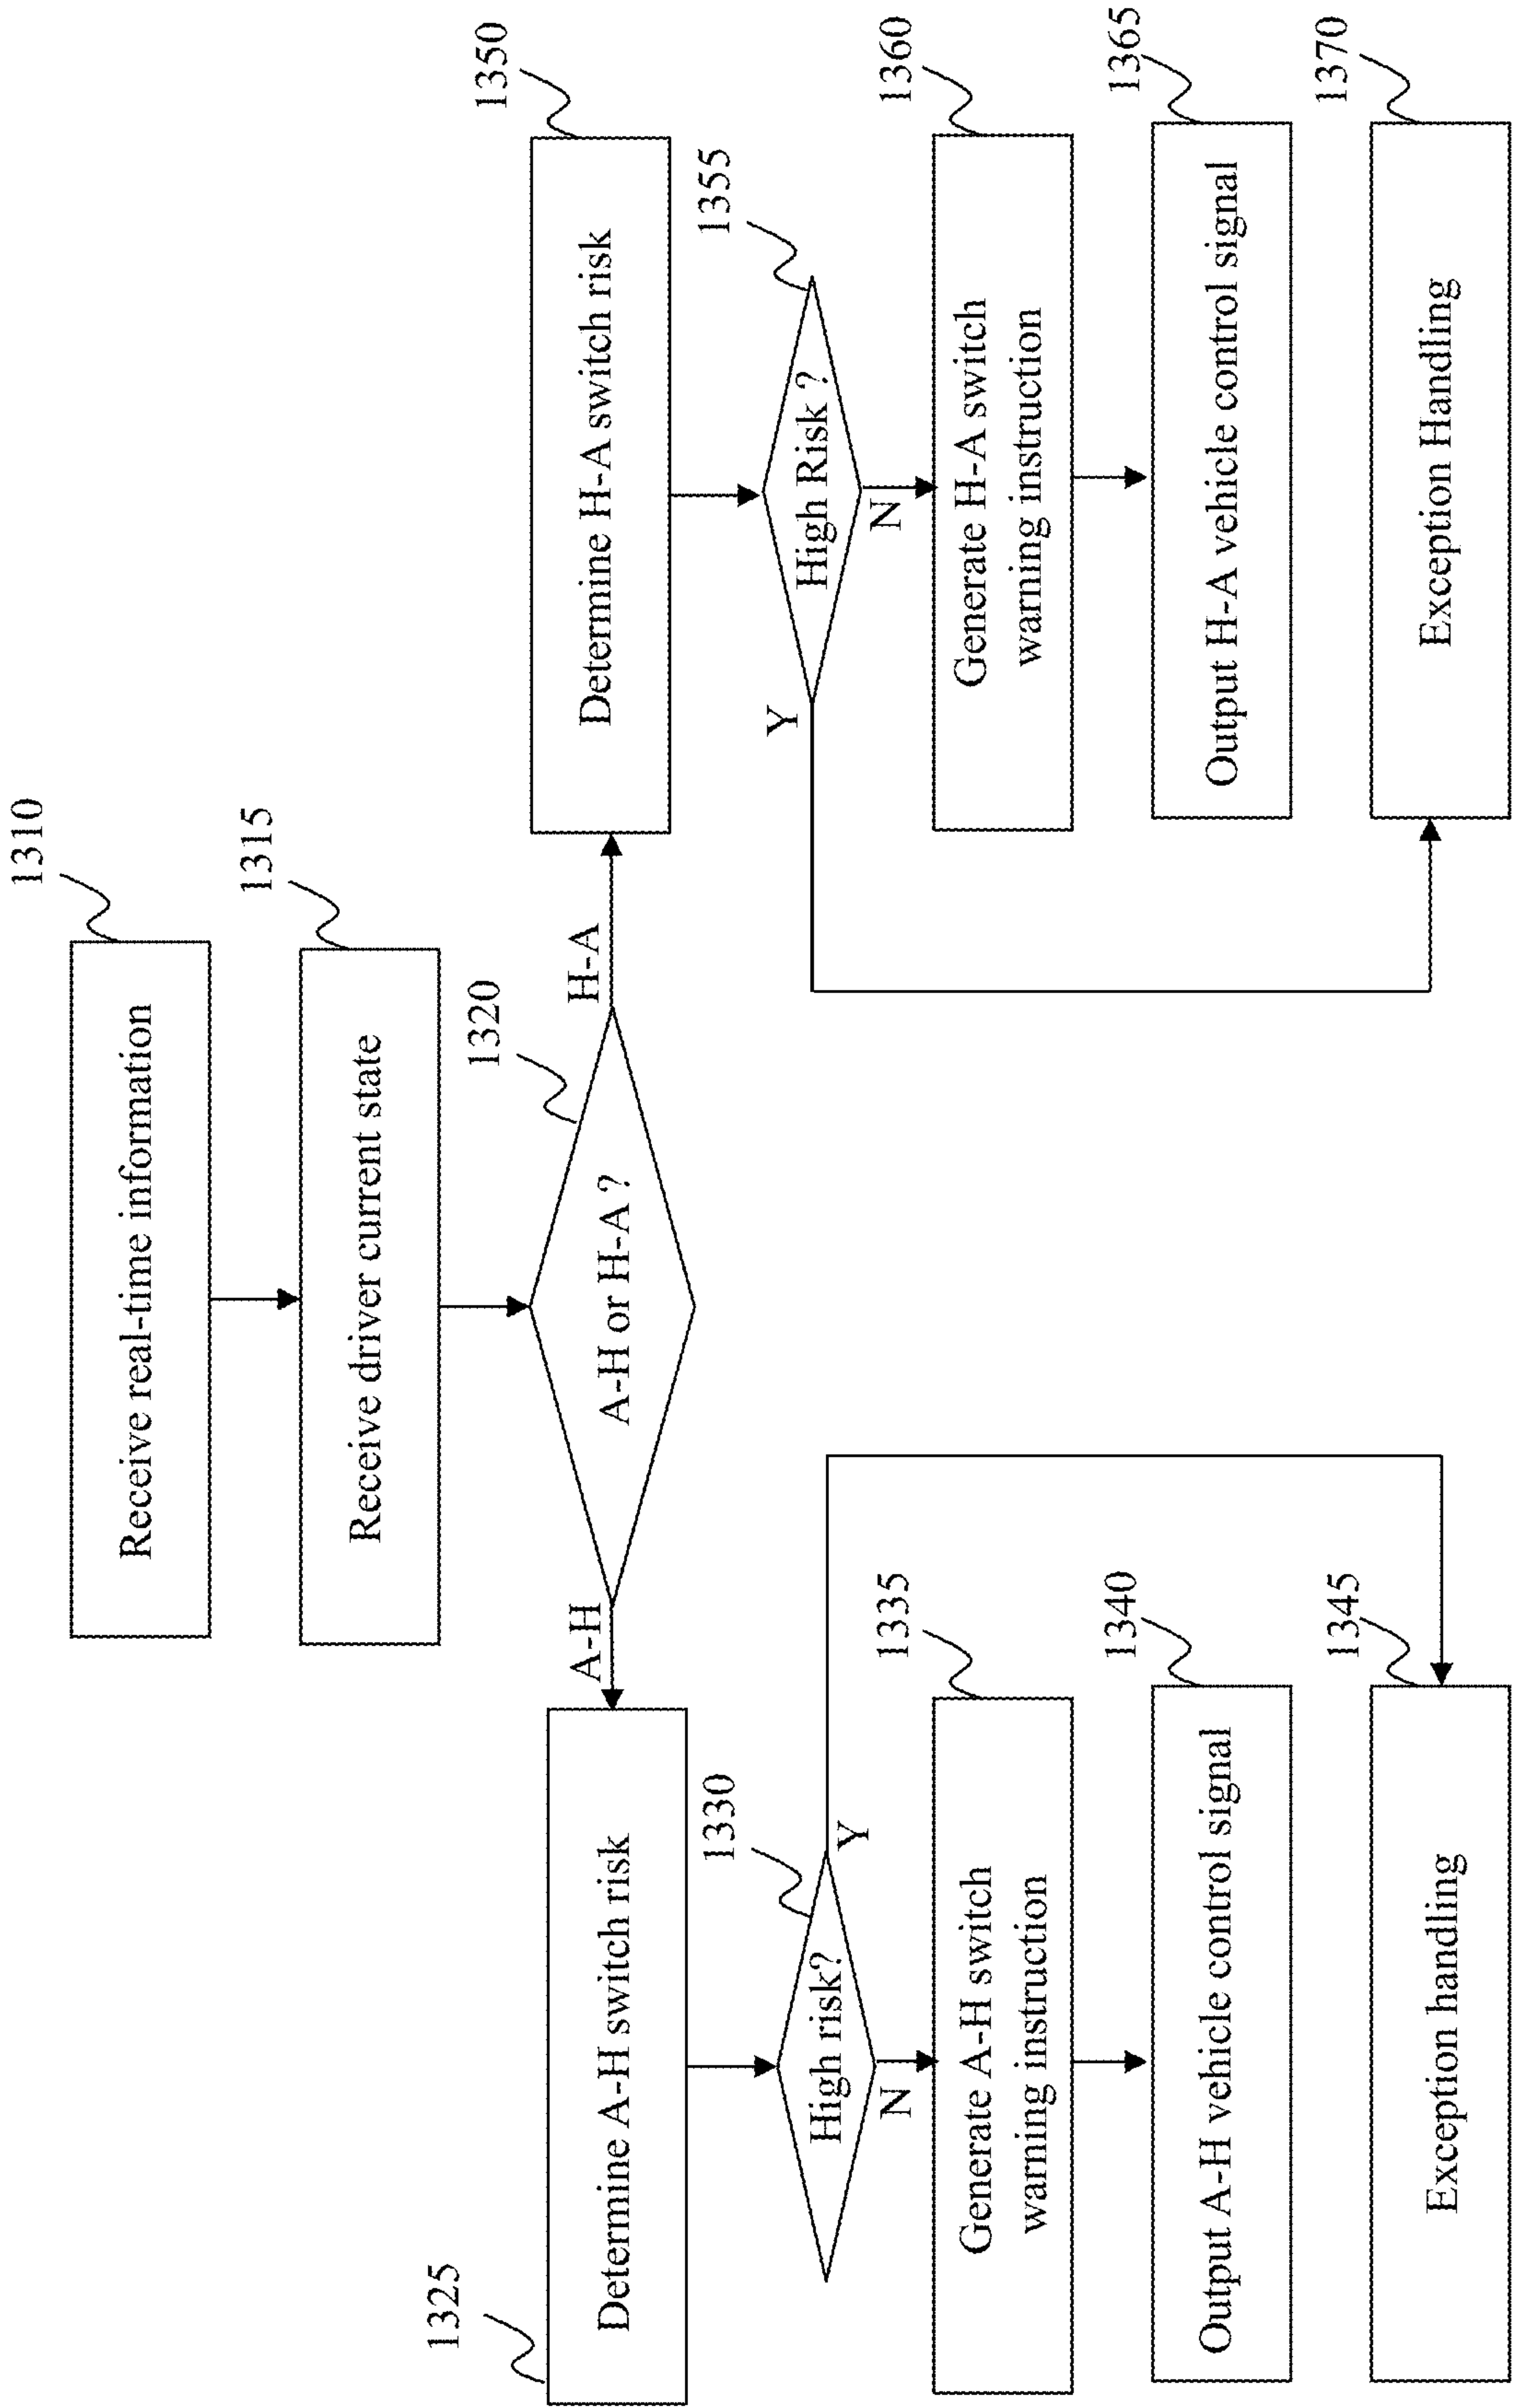 1310
Receive real-time information
1315
Receive driver current state
1320
A-H or H-A ?
A-H
H-A
1325
Determine A-H switch risk
1330
High risk?
Y
N
1335
Generate A-H switch
warning instruction
1340
Output A-H vehicle control signal
1345
Exception handling
1350
Determine H-A switch risk
1355
High Risk ?
Y
N
1360
Generate H-A switch
warning instruction
1365
Output H-A vehicle control signal
1370
Exception Handling